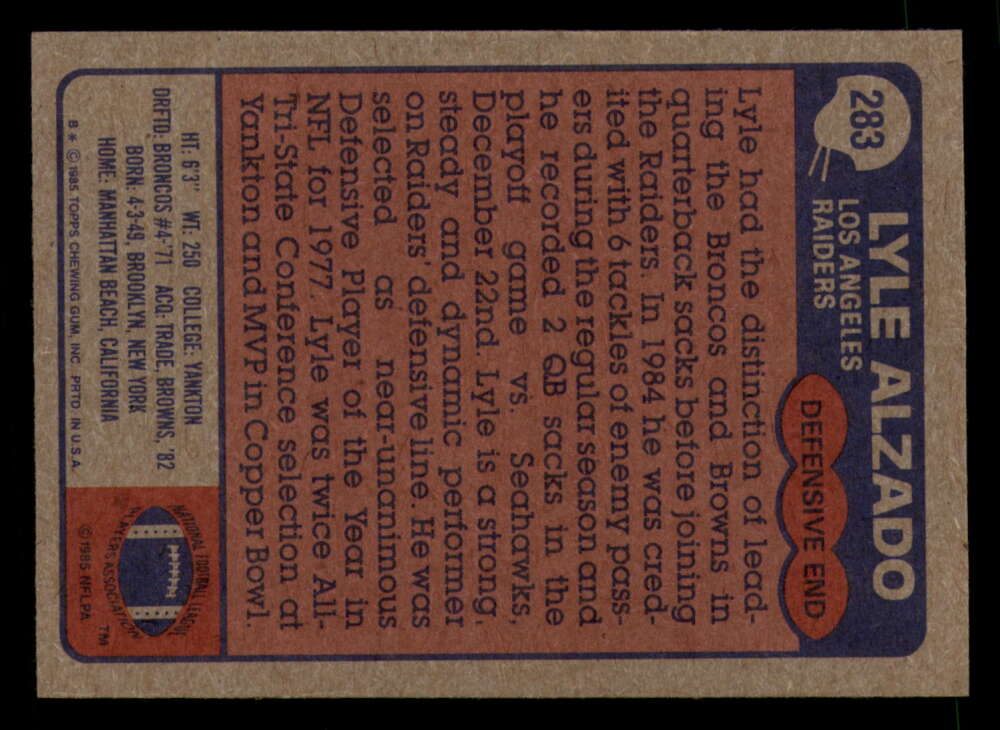 283
LYLE ALZADO
LOS ANGELES
RAIDERS
DEFENSIVE END
Lyle had the distinction of lead-
ing the Broncos and Browns in
quarterback sacks before joining
the Raiders. In 1984 he was cred-
ited with 6 tackles of enemy pass-
ers during the regular season and
he recorded 2 QB sacks in the
playoff game vs. Seahawks,
December 22nd. Lyle is a strong,
steady and dynamic performer
on Raiders' defensive line. He was
selected as near-unanimous
Defensive Player of the Year in
NFL for 1977. Lyle was twice All-
Tri-State Conference selection at
Yankton and MVP in Copper Bowl.
HT: 6'3" WT: 250 COLLEGE: YANKTON
DRFTD: BRONCOS #4-'71 ACQ: TRADE, BROWNS, '82
BORN: 4-3-49, BROOKLYN, NEW YORK
HOME: MANHATTAN BEACH, CALIFORNIA
B* © 1985 TOPPS CHEWING GUM, INC. PRTD. IN U.S.A.
NATIONAL FOOTBALL LEAGUE
PLAYERS ASSOCIATION
TM
© 1985 NFLPA